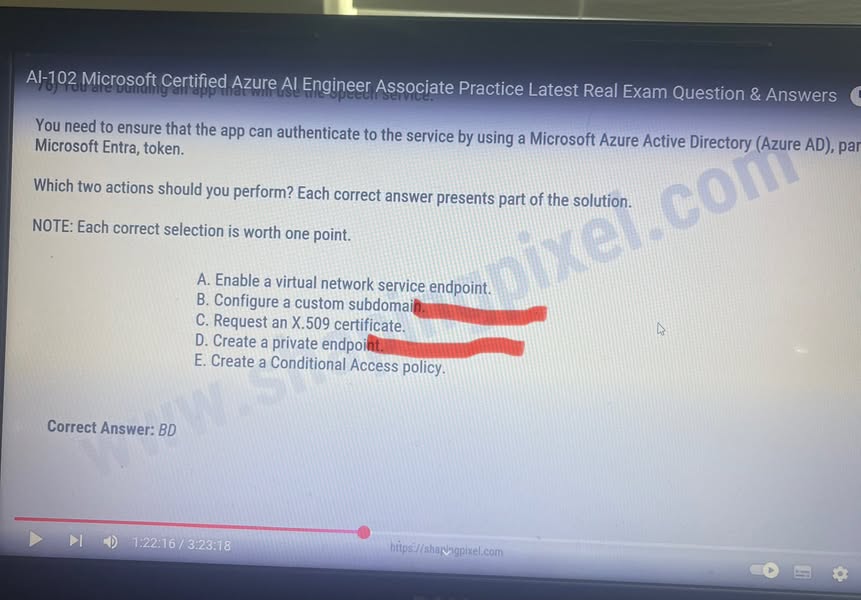 AI-102 Microsoft Certified Azure AI Engineer Associate Practice Latest Real Exam Question & Answers
70) You are building an app that will use the speech service.
You need to ensure that the app can authenticate to the service by using a Microsoft Azure Active Directory (Azure AD), par
Microsoft Entra, token.
Which two actions should you perform? Each correct answer presents part of the solution.
NOTE: Each correct selection is worth one point.
A. Enable a virtual network service endpoint.
B. Configure a custom subdomain.
C. Request an X.509 certificate.
D. Create a private endpoint.
E. Create a Conditional Access policy.
Correct Answer: BD
www.shapingpixel.com
1:22:16 / 3:23:18
https://shapingpixel.com